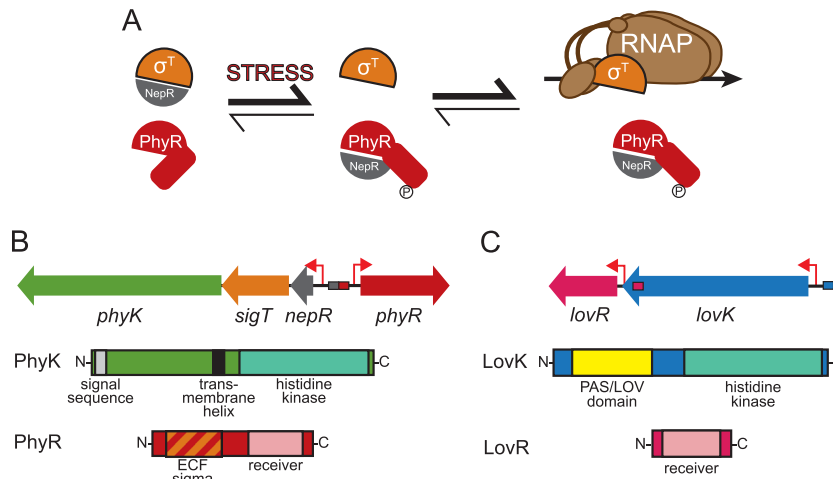 A
STRESS
RNAP
σT
NepR
σT
σT
PhyR
PhyR
NepR
P
PhyR
NepR
P
B
phyK
sigT
nepR
phyR
PhyK
N
C
signal
sequence
trans-
membrane
helix
histidine
kinase
PhyR
N
C
ECF
sigma
receiver
C
lovR
lovK
LovK
N
C
PAS/LOV
domain
histidine
kinase
LovR
N
C
receiver